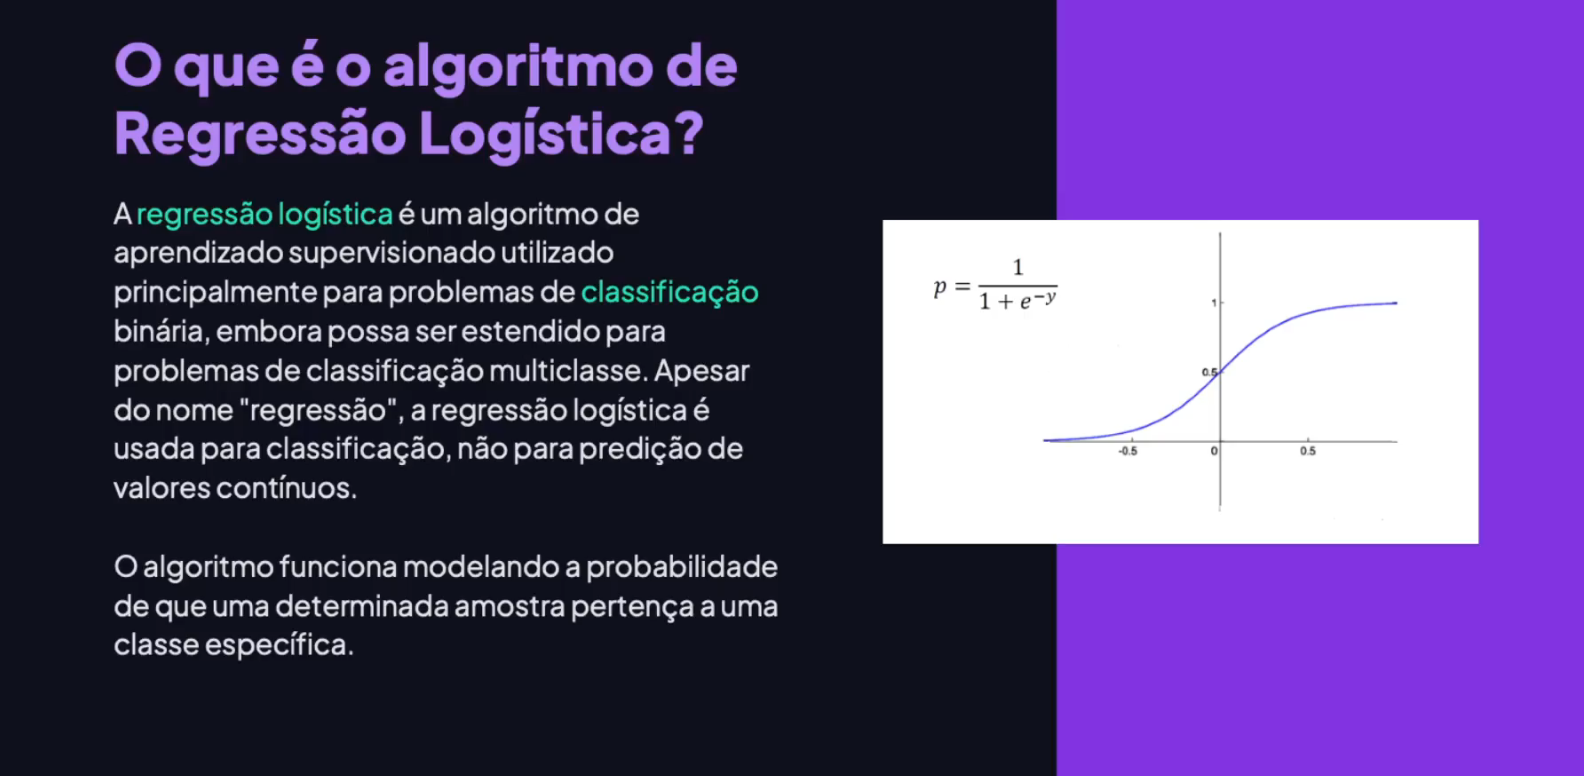 O que é o algoritmo de
Regressão Logística?
A regressão logística é um algoritmo de
aprendizado supervisionado utilizado
principalmente para problemas de classificação
binária, embora possa ser estendido para
problemas de classificação multiclasse. Apesar
do nome "regressão", a regressão logística é
usada para classificação, não para predição de
valores contínuos.
O algoritmo funciona modelando a probabilidade
de que uma determinada amostra pertença a uma
classe específica.
p = 1 / (1 + e^{-y})
1
0.5
-0.5
0
0.5